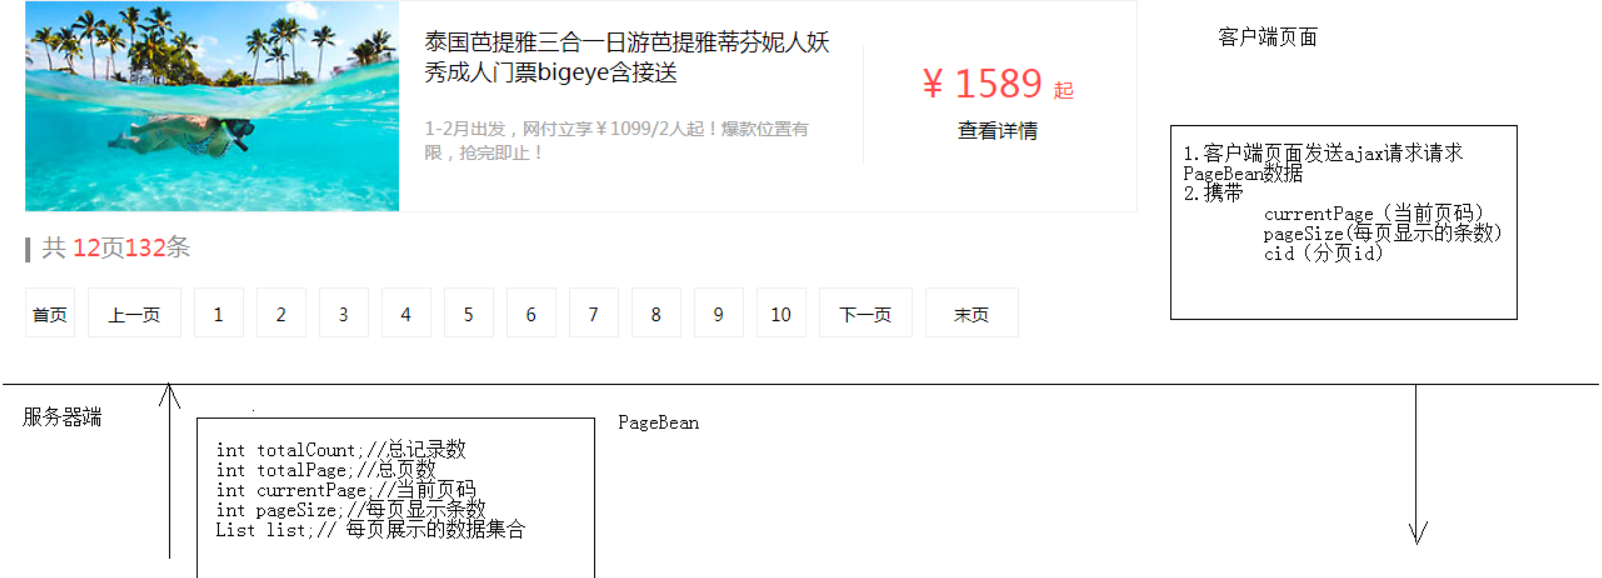 泰国芭提雅三合一日游芭提雅蒂芬妮人妖
秀成人门票bigeye含接送
1-2月出发，网付立享￥1099/2人起！爆款位置有
限，抢完即止！
￥ 1589 起
查看详情
共 12页132条
首页 上一页 1 2 3 4 5 6 7 8 9 10 下一页 末页
客户端页面
1.客户端页面发送ajax请求请求
PageBean数据
2.携带
currentPage（当前页码）
pageSize(每页显示的条数)
cid（分页id）
服务器端
PageBean
int totalCount;//总记录数
int totalPage;//总页数
int currentPage;//当前页码
int pageSize;//每页显示条数
List list;// 每页展示的数据集合